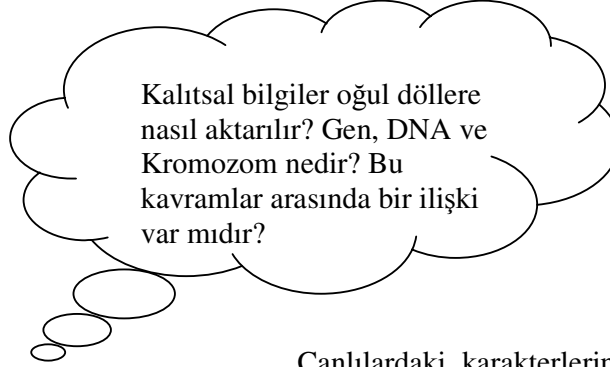 Kalıtsal bilgiler oğul döllere
nasıl aktarılır? Gen, DNA ve
Kromozom nedir? Bu
kavramlar arasında bir ilişki
var mıdır?
Canlılardaki karakterlerin